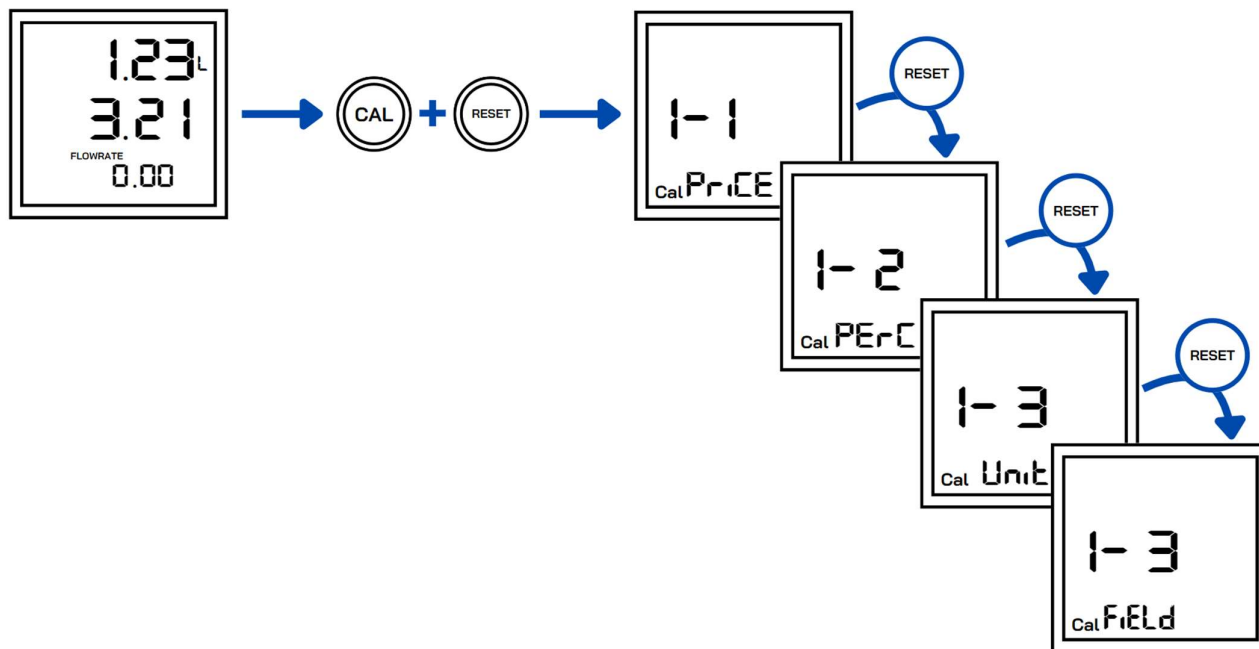 1.23 L
3.21
FLOWRATE
0.00
CAL + RESET
1-1
Cal PriCE
RESET
1- 2
Cal PErC
RESET
1- 3
Cal Unit
RESET
1- 3
Cal FiELd